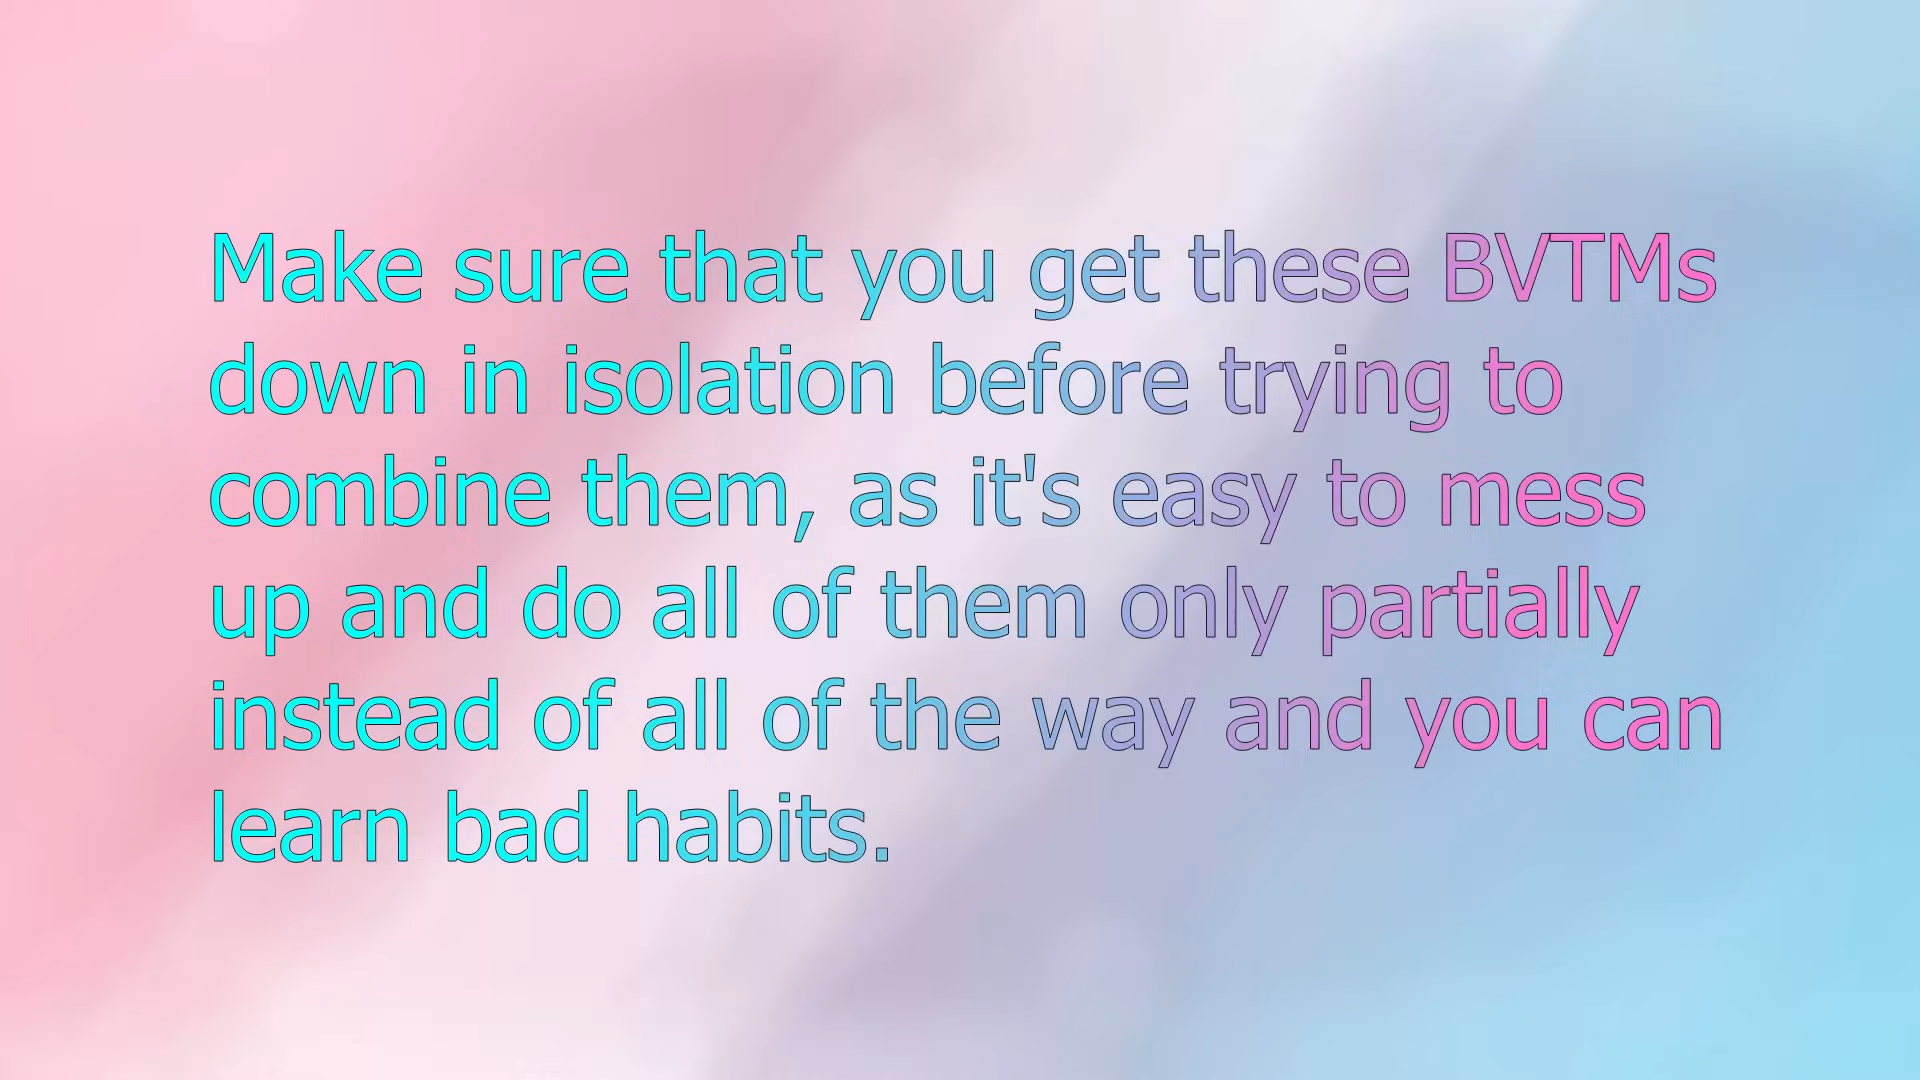 Make sure that you get these BVTMs
down in isolation before trying to
combine them, as it's easy to mess
up and do all of them only partially
instead of all of the way and you can
learn bad habits.